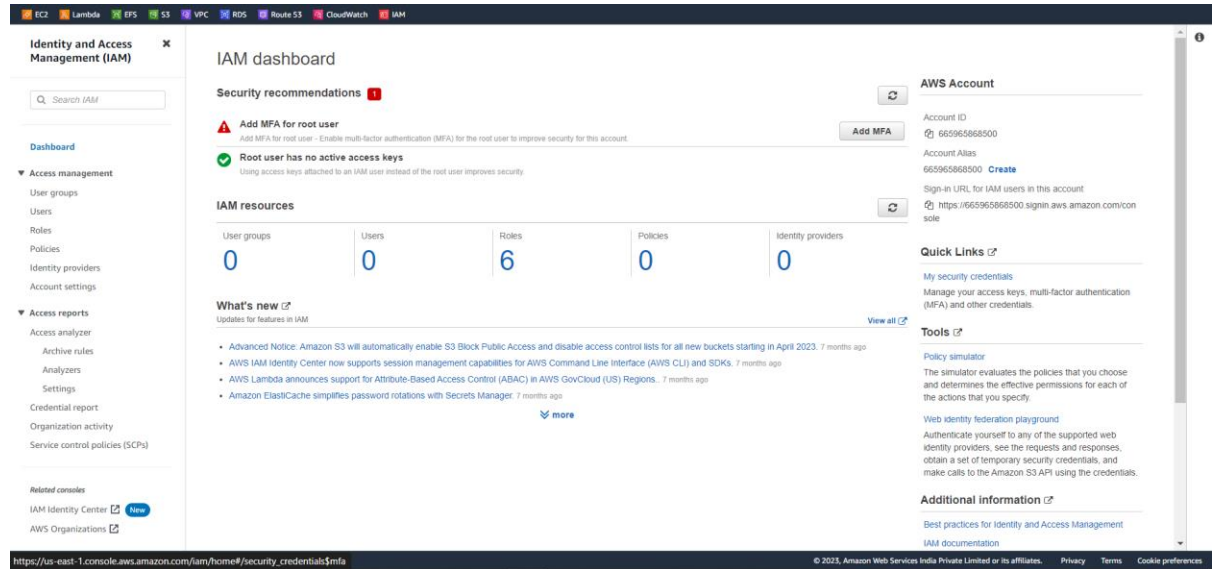 EC2 Lambda EFS S3 VPC RDS Route 53 CloudWatch IAM
Identity and Access
Management (IAM)
Search IAM
Dashboard
Access management
User groups
Users
Roles
Policies
Identity providers
Account settings
Access reports
Access analyzer
Archive rules
Analyzers
Settings
Credential report
Organization activity
Service control policies (SCPs)
Related consoles
IAM Identity Center New
AWS Organizations
IAM dashboard
Security recommendations 1
Add MFA for root user
Add MFA for root user - Enable multi-factor authentication (MFA) for the root user to improve security for this account.
Add MFA
Root user has no active access keys
Using access keys attached to an IAM user instead of the root user improves security.
IAM resources
User groups Users Roles Policies Identity providers
0 0 6 0 0
What's new
Updates for features in IAM
View all
Advanced Notice: Amazon S3 will automatically enable S3 Block Public Access and disable access control lists for all new buckets starting in April 2023. 7 months ago
AWS IAM Identity Center now supports session management capabilities for AWS Command Line Interface (AWS CLI) and SDKs. 7 months ago
AWS Lambda announces support for Attribute-Based Access Control (ABAC) in AWS GovCloud (US) Regions.. 7 months ago
Amazon ElastiCache simplifies password rotations with Secrets Manager. 7 months ago
more
AWS Account
Account ID
665965868500
Account Alias
665965868500 Create
Sign-in URL for IAM users in this account
https://665965868500.signin.aws.amazon.com/con
sole
Quick Links
My security credentials
Manage your access keys, multi-factor authentication
(MFA) and other credentials.
Tools
Policy simulator
The simulator evaluates the policies that you choose
and determines the effective permissions for each of
the actions that you specify.
Web identity federation playground
Authenticate yourself to any of the supported web
identity providers, see the requests and responses,
obtain a set of temporary security credentials, and
make calls to the Amazon S3 API using the credentials.
Additional information
Best practices for Identity and Access Management
IAM documentation
https://us-east-1.console.aws.amazon.com/iam/home#/security_credentials$mfa
© 2023, Amazon Web Services India Private Limited or its affiliates. Privacy Terms Cookie preferences